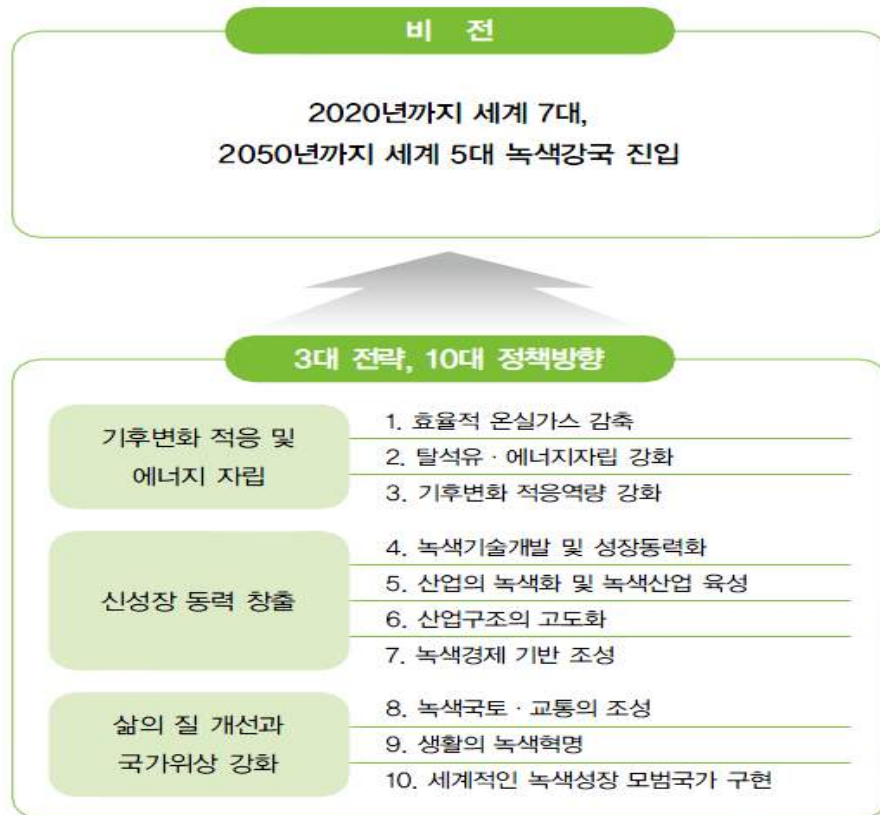 비 전
2020년까지 세계 7대,
2050년까지 세계 5대 녹색강국 진입
3대 전략, 10대 정책방향
기후변화 적응 및
에너지 자립
1. 효율적 온실가스 감축
2. 탈석유 · 에너지자립 강화
3. 기후변화 적응역량 강화
신성장 동력 창출
4. 녹색기술개발 및 성장동력화
5. 산업의 녹색화 및 녹색산업 육성
6. 산업구조의 고도화
7. 녹색경제 기반 조성
삶의 질 개선과
국가위상 강화
8. 녹색국토 · 교통의 조성
9. 생활의 녹색혁명
10. 세계적인 녹색성장 모범국가 구현